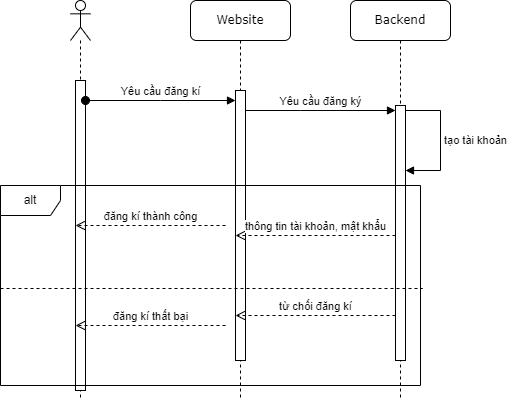 Website
Backend
Yêu cầu đăng kí
Yêu cầu đăng ký
tạo tài khoản
alt
đăng kí thành công
thông tin tài khoản, mật khẩu
từ chối đăng kí
đăng kí thất bại